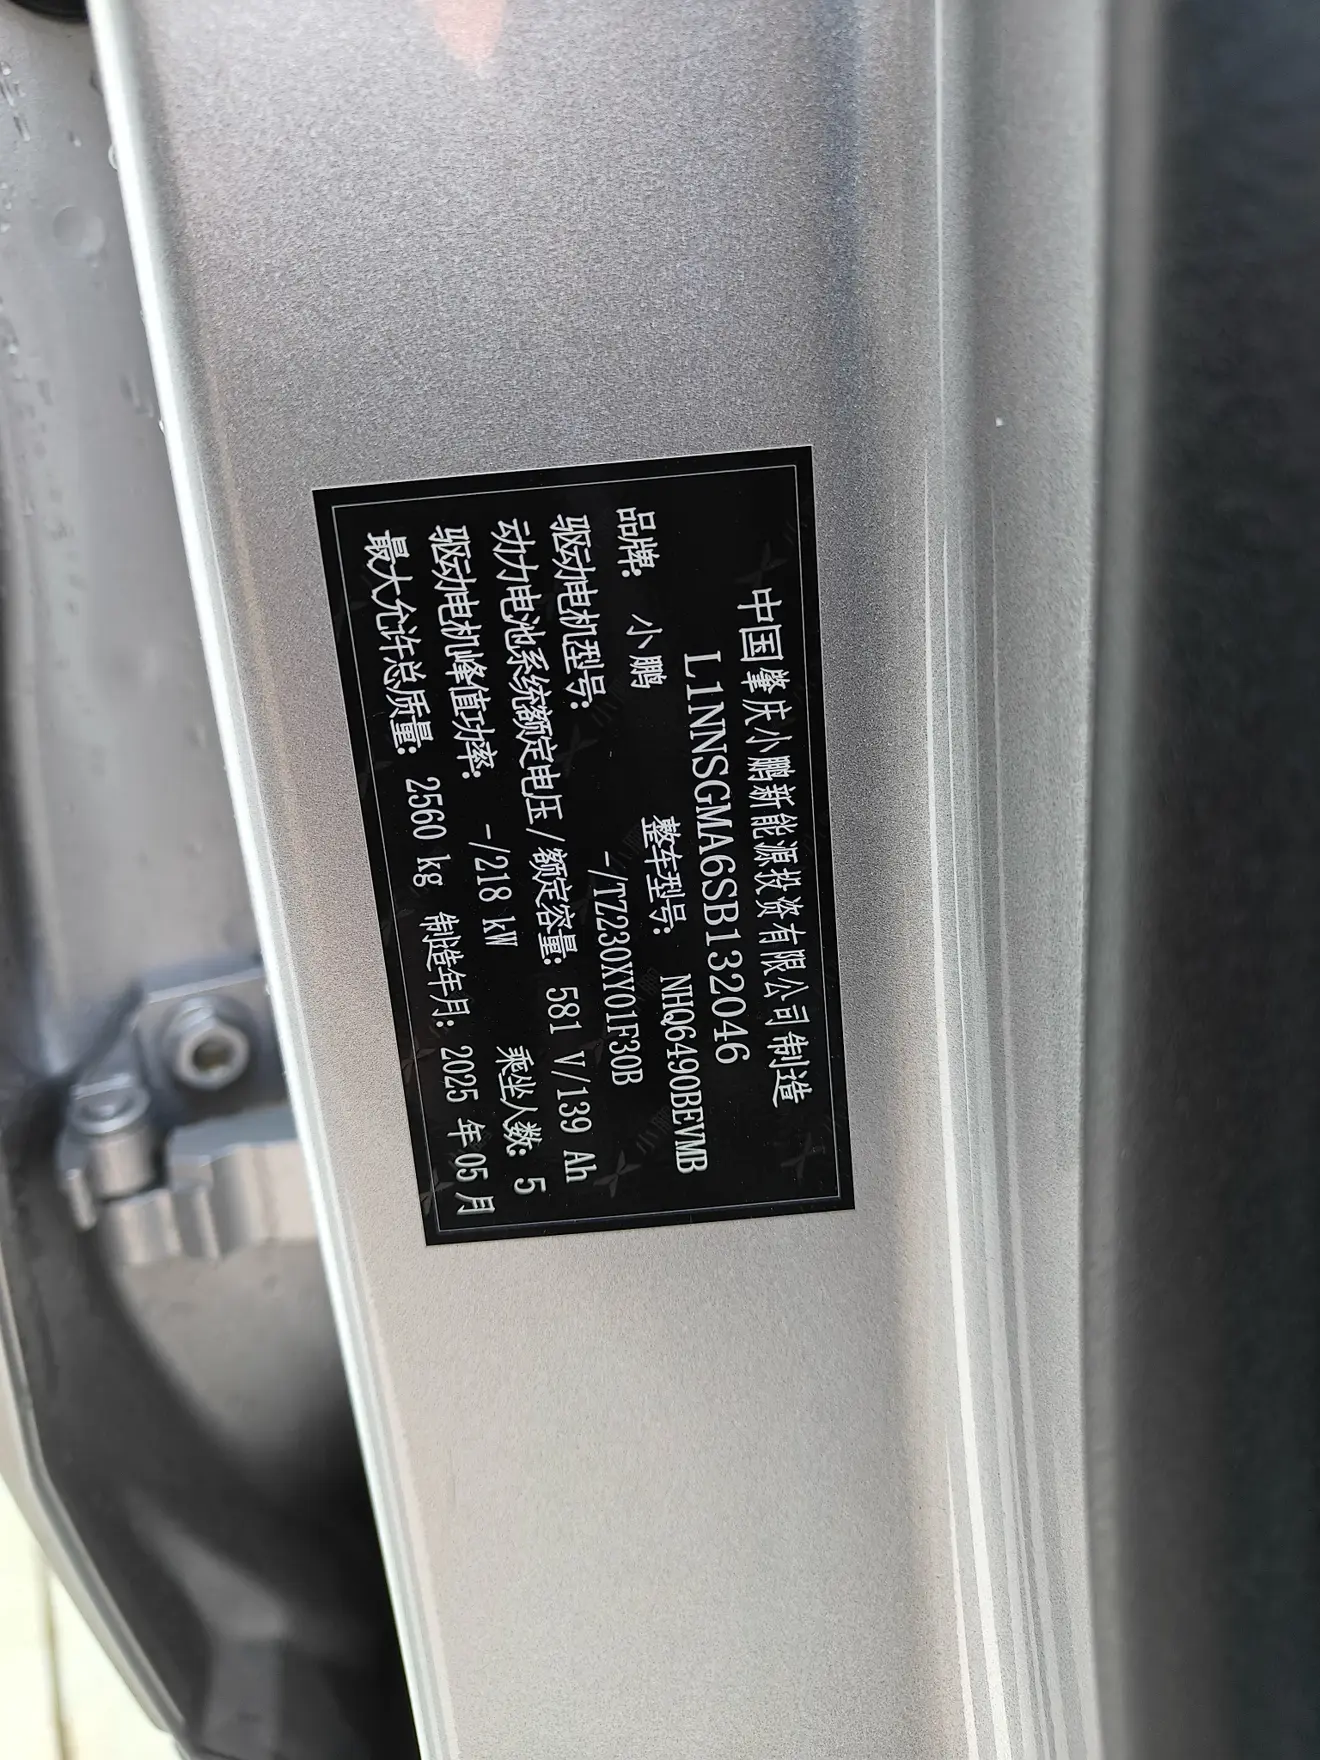 中国肇庆小鹏新能源投资有限公司制造
L1NNSGMA6SB132046
品牌: 小鹏 整车型号: NHQ6490BEVMB
驱动电机型号: -/TZ230XY01F30B
动力电池系统额定电压/额定容量: 581 V/139 Ah
驱动电机峰值功率: -/218 kW 乘坐人数: 5
最大允许总质量: 2560 kg 制造年月: 2025 年 05 月